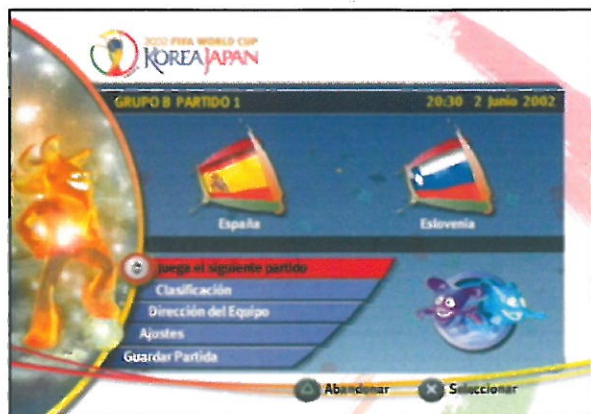 2002 FIFA WORLD CUP
KOREA JAPAN
GRUPO B PARTIDO 1 20:30 2 Junio 2002
España Eslovenia
Juega el siguiente partido
Clasificación
Dirección del Equipo
Ajustes
Guardar Partida
Abandonar Seleccionar